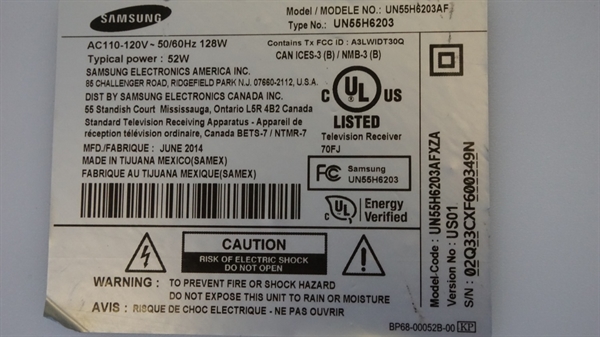 SAMSUNG
Model / MODELE NO.: UN55H6203AF
Type No.: UN55H6203
AC110-120V~ 50/60Hz 128W
Typical power : 52W
Contains Tx FCC ID : A3LWIDT30Q
CAN ICES-3 (B) / NMB-3 (B)
SAMSUNG ELECTRONICS AMERICA INC.
85 CHALLENGER ROAD, RIDGEFIELD PARK N.J. 07660-2112, U.S.A.
DIST BY SAMSUNG ELECTRONICS CANADA INC.
55 Standish Court Mississauga, Ontario L5R 4B2 Canada
Standard Television Receiving Apparatus - Appareil de
réception télévision ordinaire, Canada BETS-7 / NTMR-7
MFD./FABRIQUE : JUNE 2014
MADE IN TIJUANA MEXICO(SAMEX)
FABRIQUE AU TIJUANA MEXIQUE(SAMEX)
C UL US
LISTED
Television Receiver
70FJ
FC Samsung
UN55H6203
C UL Energy
Verified
CAUTION
RISK OF ELECTRIC SHOCK
DO NOT OPEN
WARNING : TO PREVENT FIRE OR SHOCK HAZARD
DO NOT EXPOSE THIS UNIT TO RAIN OR MOISTURE
AVIS : RISQUE DE CHOC ELECTRIQUE - NE PAS OUVRIR
BP68-00052B-00 KP
Model-Code : UN55H6203AFXZA
Version No : US01
S/N : 02Q33CXF600349N